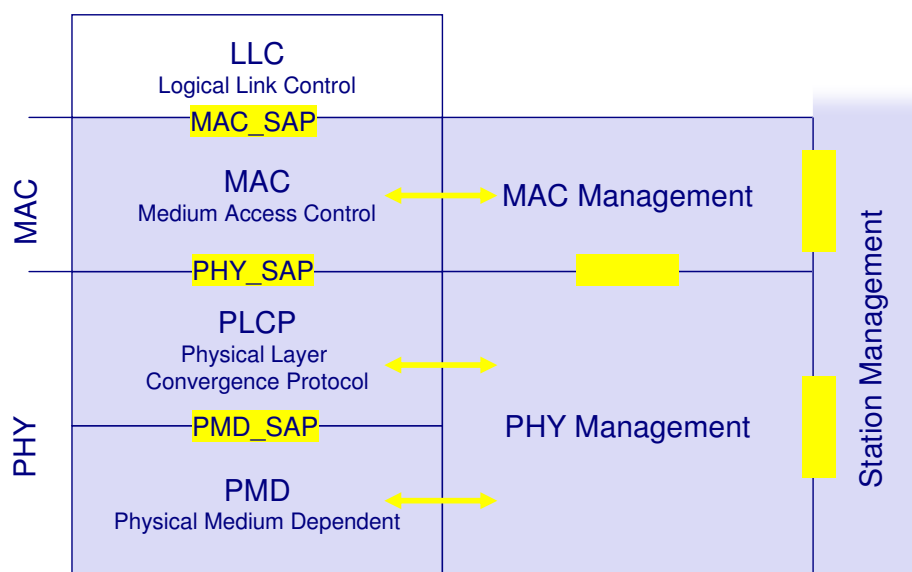 LLC
Logical Link Control
MAC_SAP
MAC
MAC
Medium Access Control
MAC Management
PHY_SAP
PLCP
Physical Layer
Convergence Protocol
PHY
PMD_SAP
PHY Management
PMD
Physical Medium Dependent
Station Management